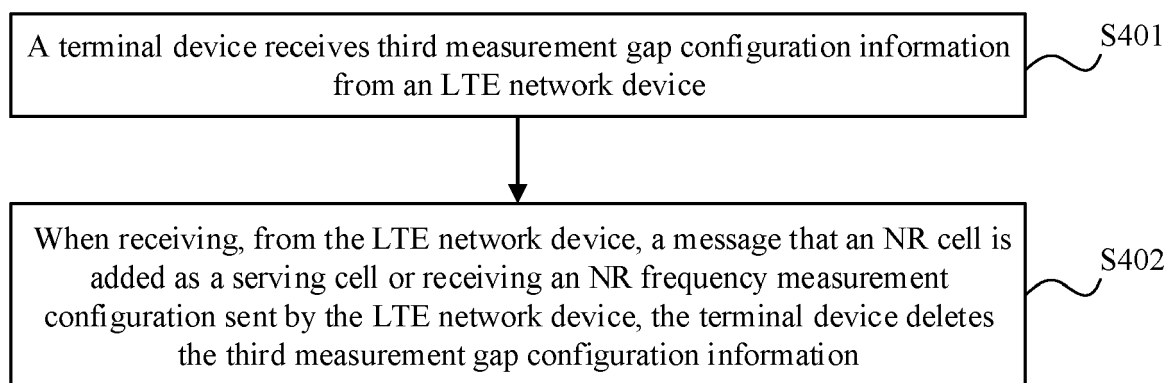 A terminal device receives third measurement gap configuration information
from an LTE network device
S401
When receiving, from the LTE network device, a message that an NR cell is
added as a serving cell or receiving an NR frequency measurement
configuration sent by the LTE network device, the terminal device deletes
the third measurement gap configuration information
S402